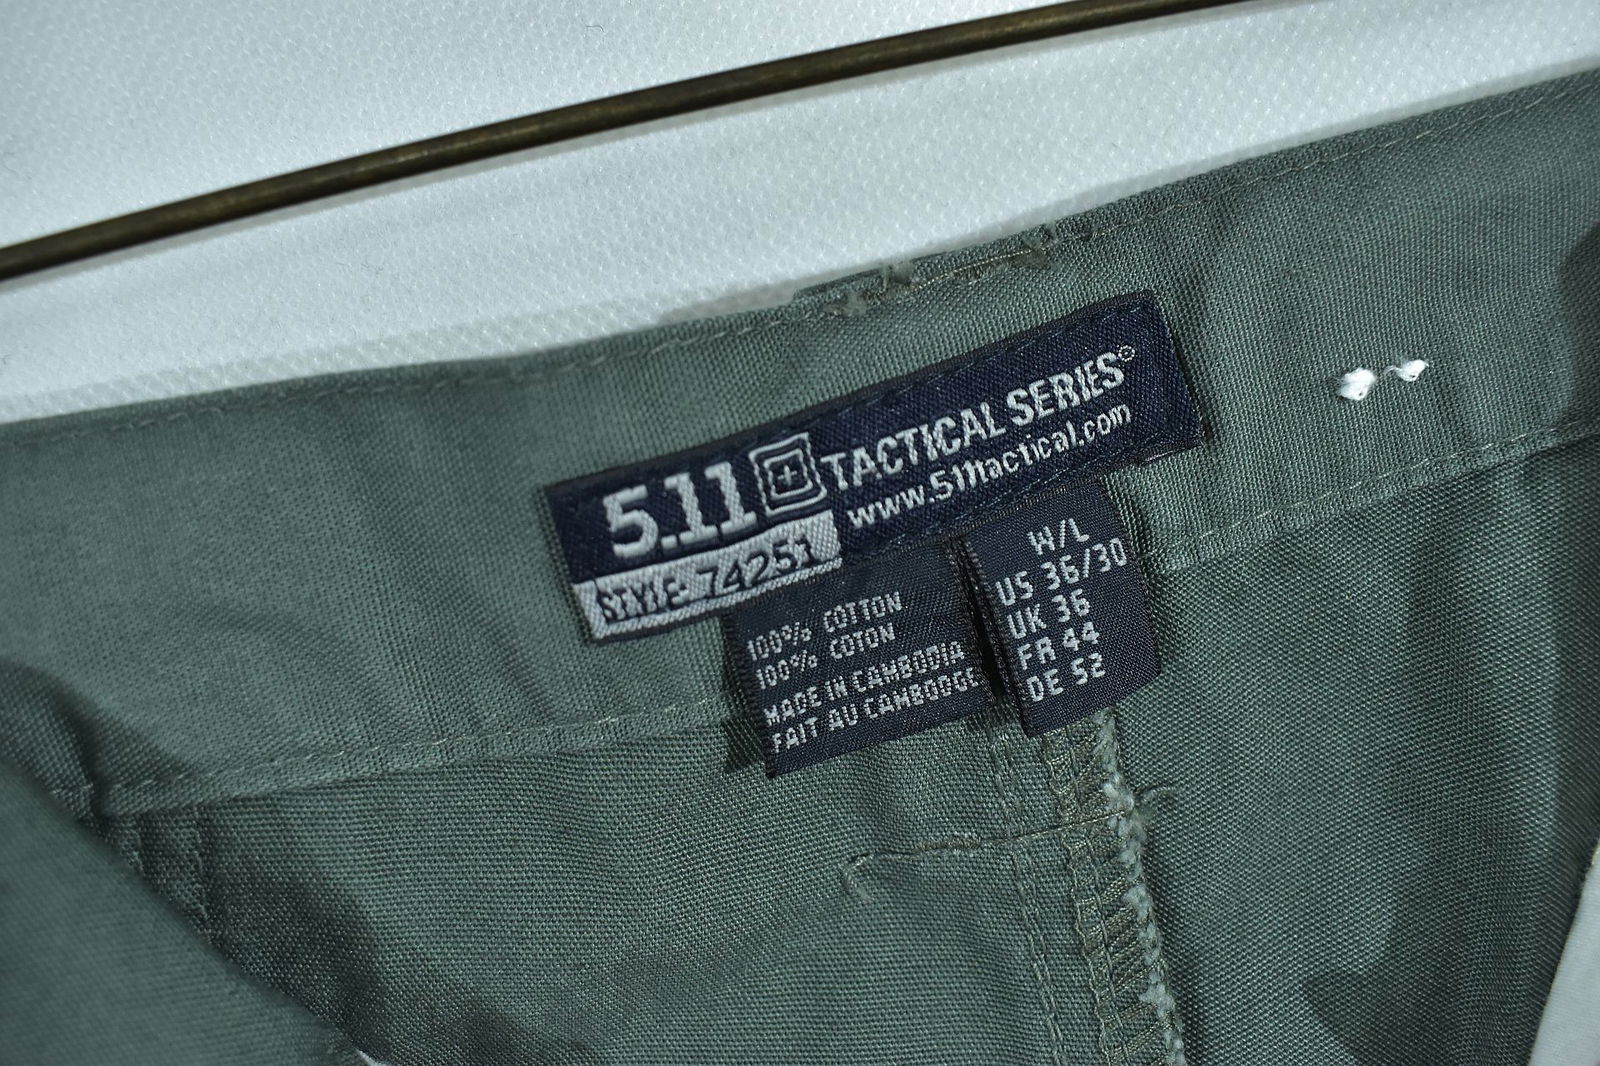 5.11 TACTICAL SERIES®
www.511tactical.com
STYLE 74251
100% COTTON
100% COTON
MADE IN CAMBODIA
FAIT AU CAMBODGE
W/L
US 36/30
UK 36
FR 44
DE 52